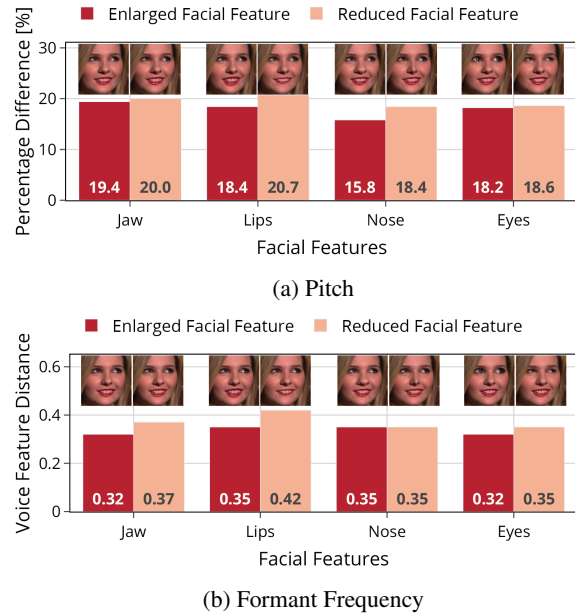 Enlarged Facial Feature Reduced Facial Feature
Percentage Difference [%]
30
20
10
0
19.4 20.0 18.4 20.7 15.8 18.4 18.2 18.6
Jaw Lips Nose Eyes
Facial Features
(a) Pitch
Enlarged Facial Feature Reduced Facial Feature
Voice Feature Distance
0.6
0.4
0.2
0
0.32 0.37 0.35 0.42 0.35 0.35 0.32 0.35
Jaw Lips Nose Eyes
Facial Features
(b) Formant Frequency